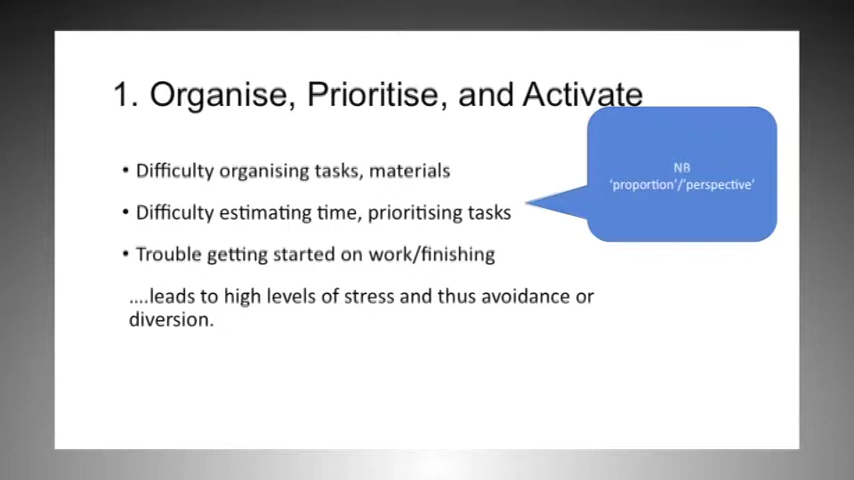 1. Organise, Prioritise, and Activate
• Difficulty organising tasks, materials
• Difficulty estimating time, prioritising tasks
• Trouble getting started on work/finishing
....leads to high levels of stress and thus avoidance or
diversion.
NB
‘proportion’/‘perspective’